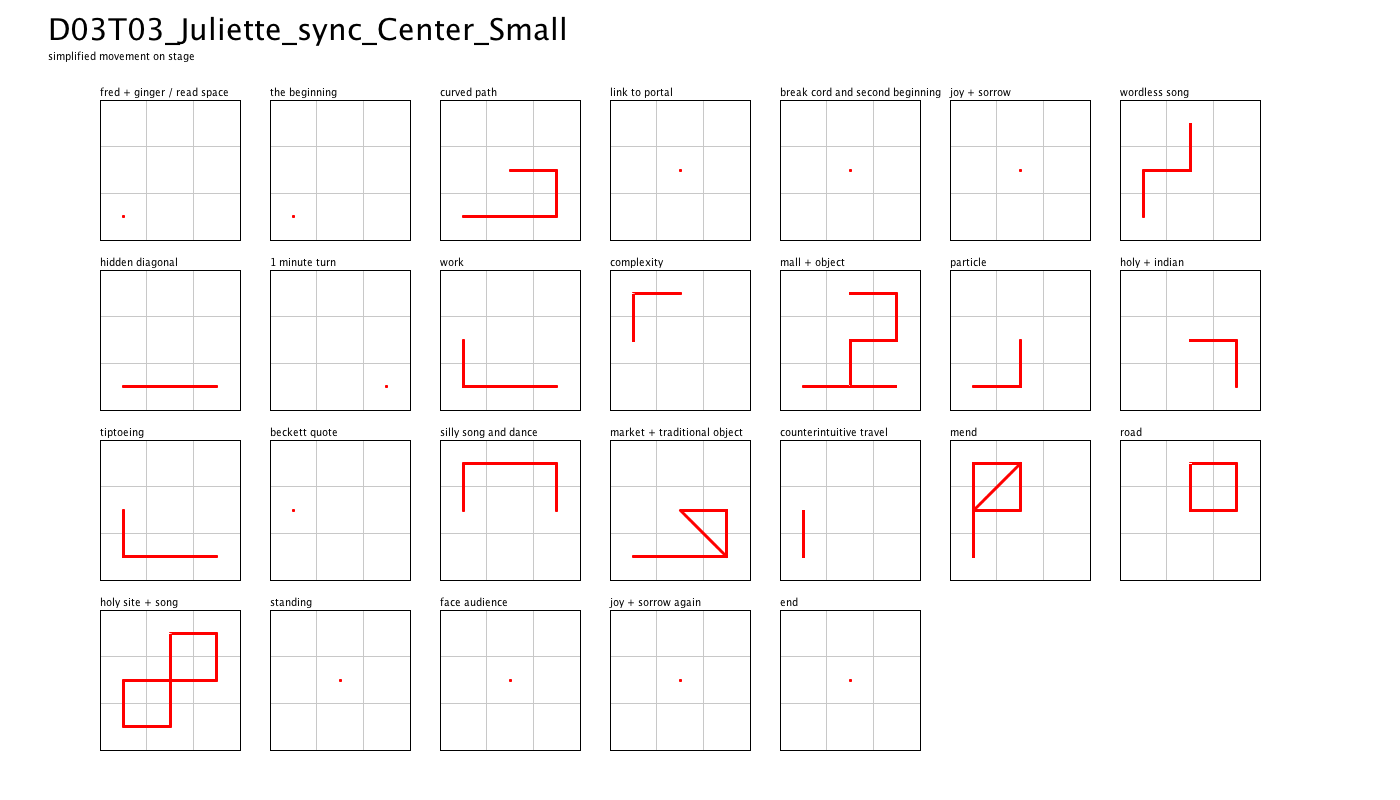 D03T03_Juliette_sync_Center_Small
simplified movement on stage
fred + ginger / read space
the beginning
curved path
link to portal
break cord and second beginning
joy + sorrow
wordless song
hidden diagonal
1 minute turn
work
complexity
mall + object
particle
holy + indian
tiptoeing
beckett quote
silly song and dance
market + traditional object
counterintuitive travel
mend
road
holy site + song
standing
face audience
joy + sorrow again
end